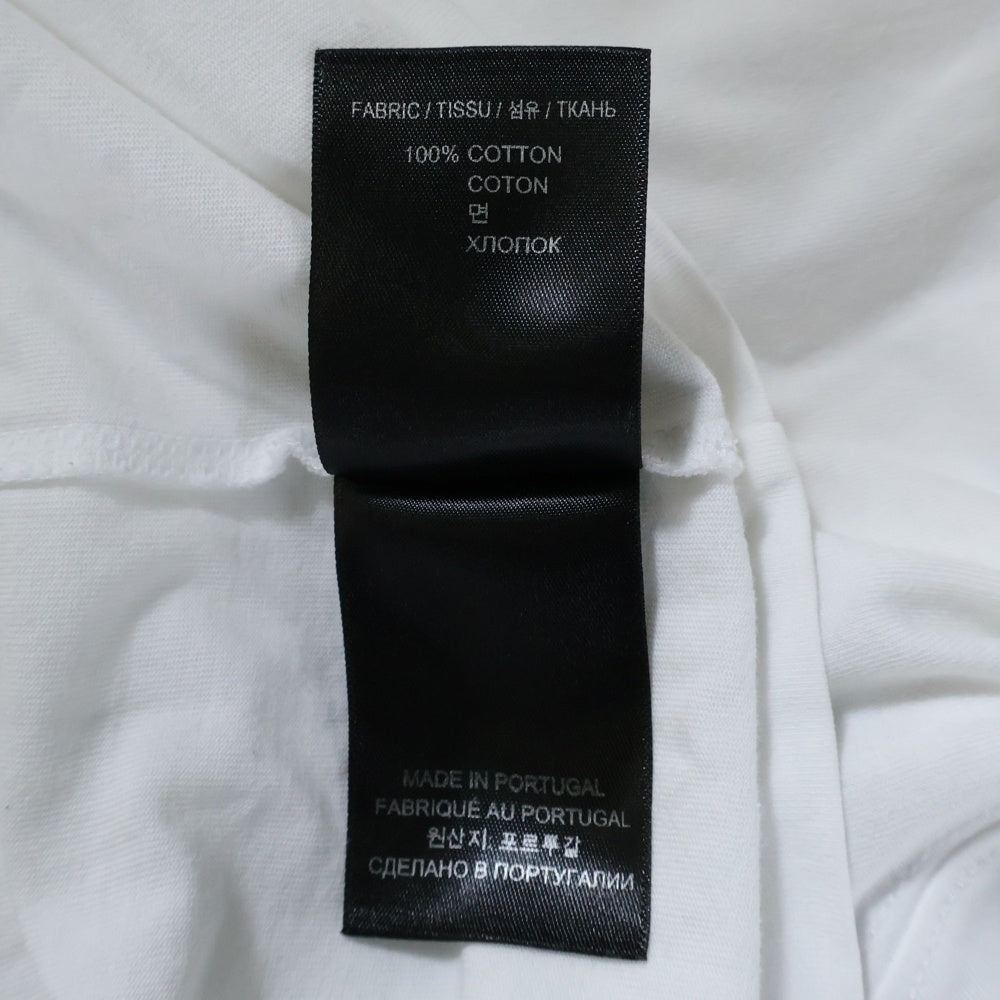 FABRIC / TISSU / 섬유 / ТКАНЬ
100% COTTON
COTON
면
ХЛОПОК
MADE IN PORTUGAL
FABRIQUÉ AU PORTUGAL
원산지, 포르투갈
СДЕЛАНО В ПОРТУГАЛИИ